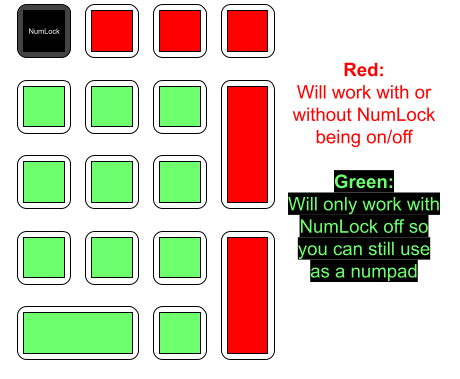 NumLock
Red:
Will work with or
without NumLock
being on/off
Green:
Will only work with
NumLock off so
you can still use
as a numpad